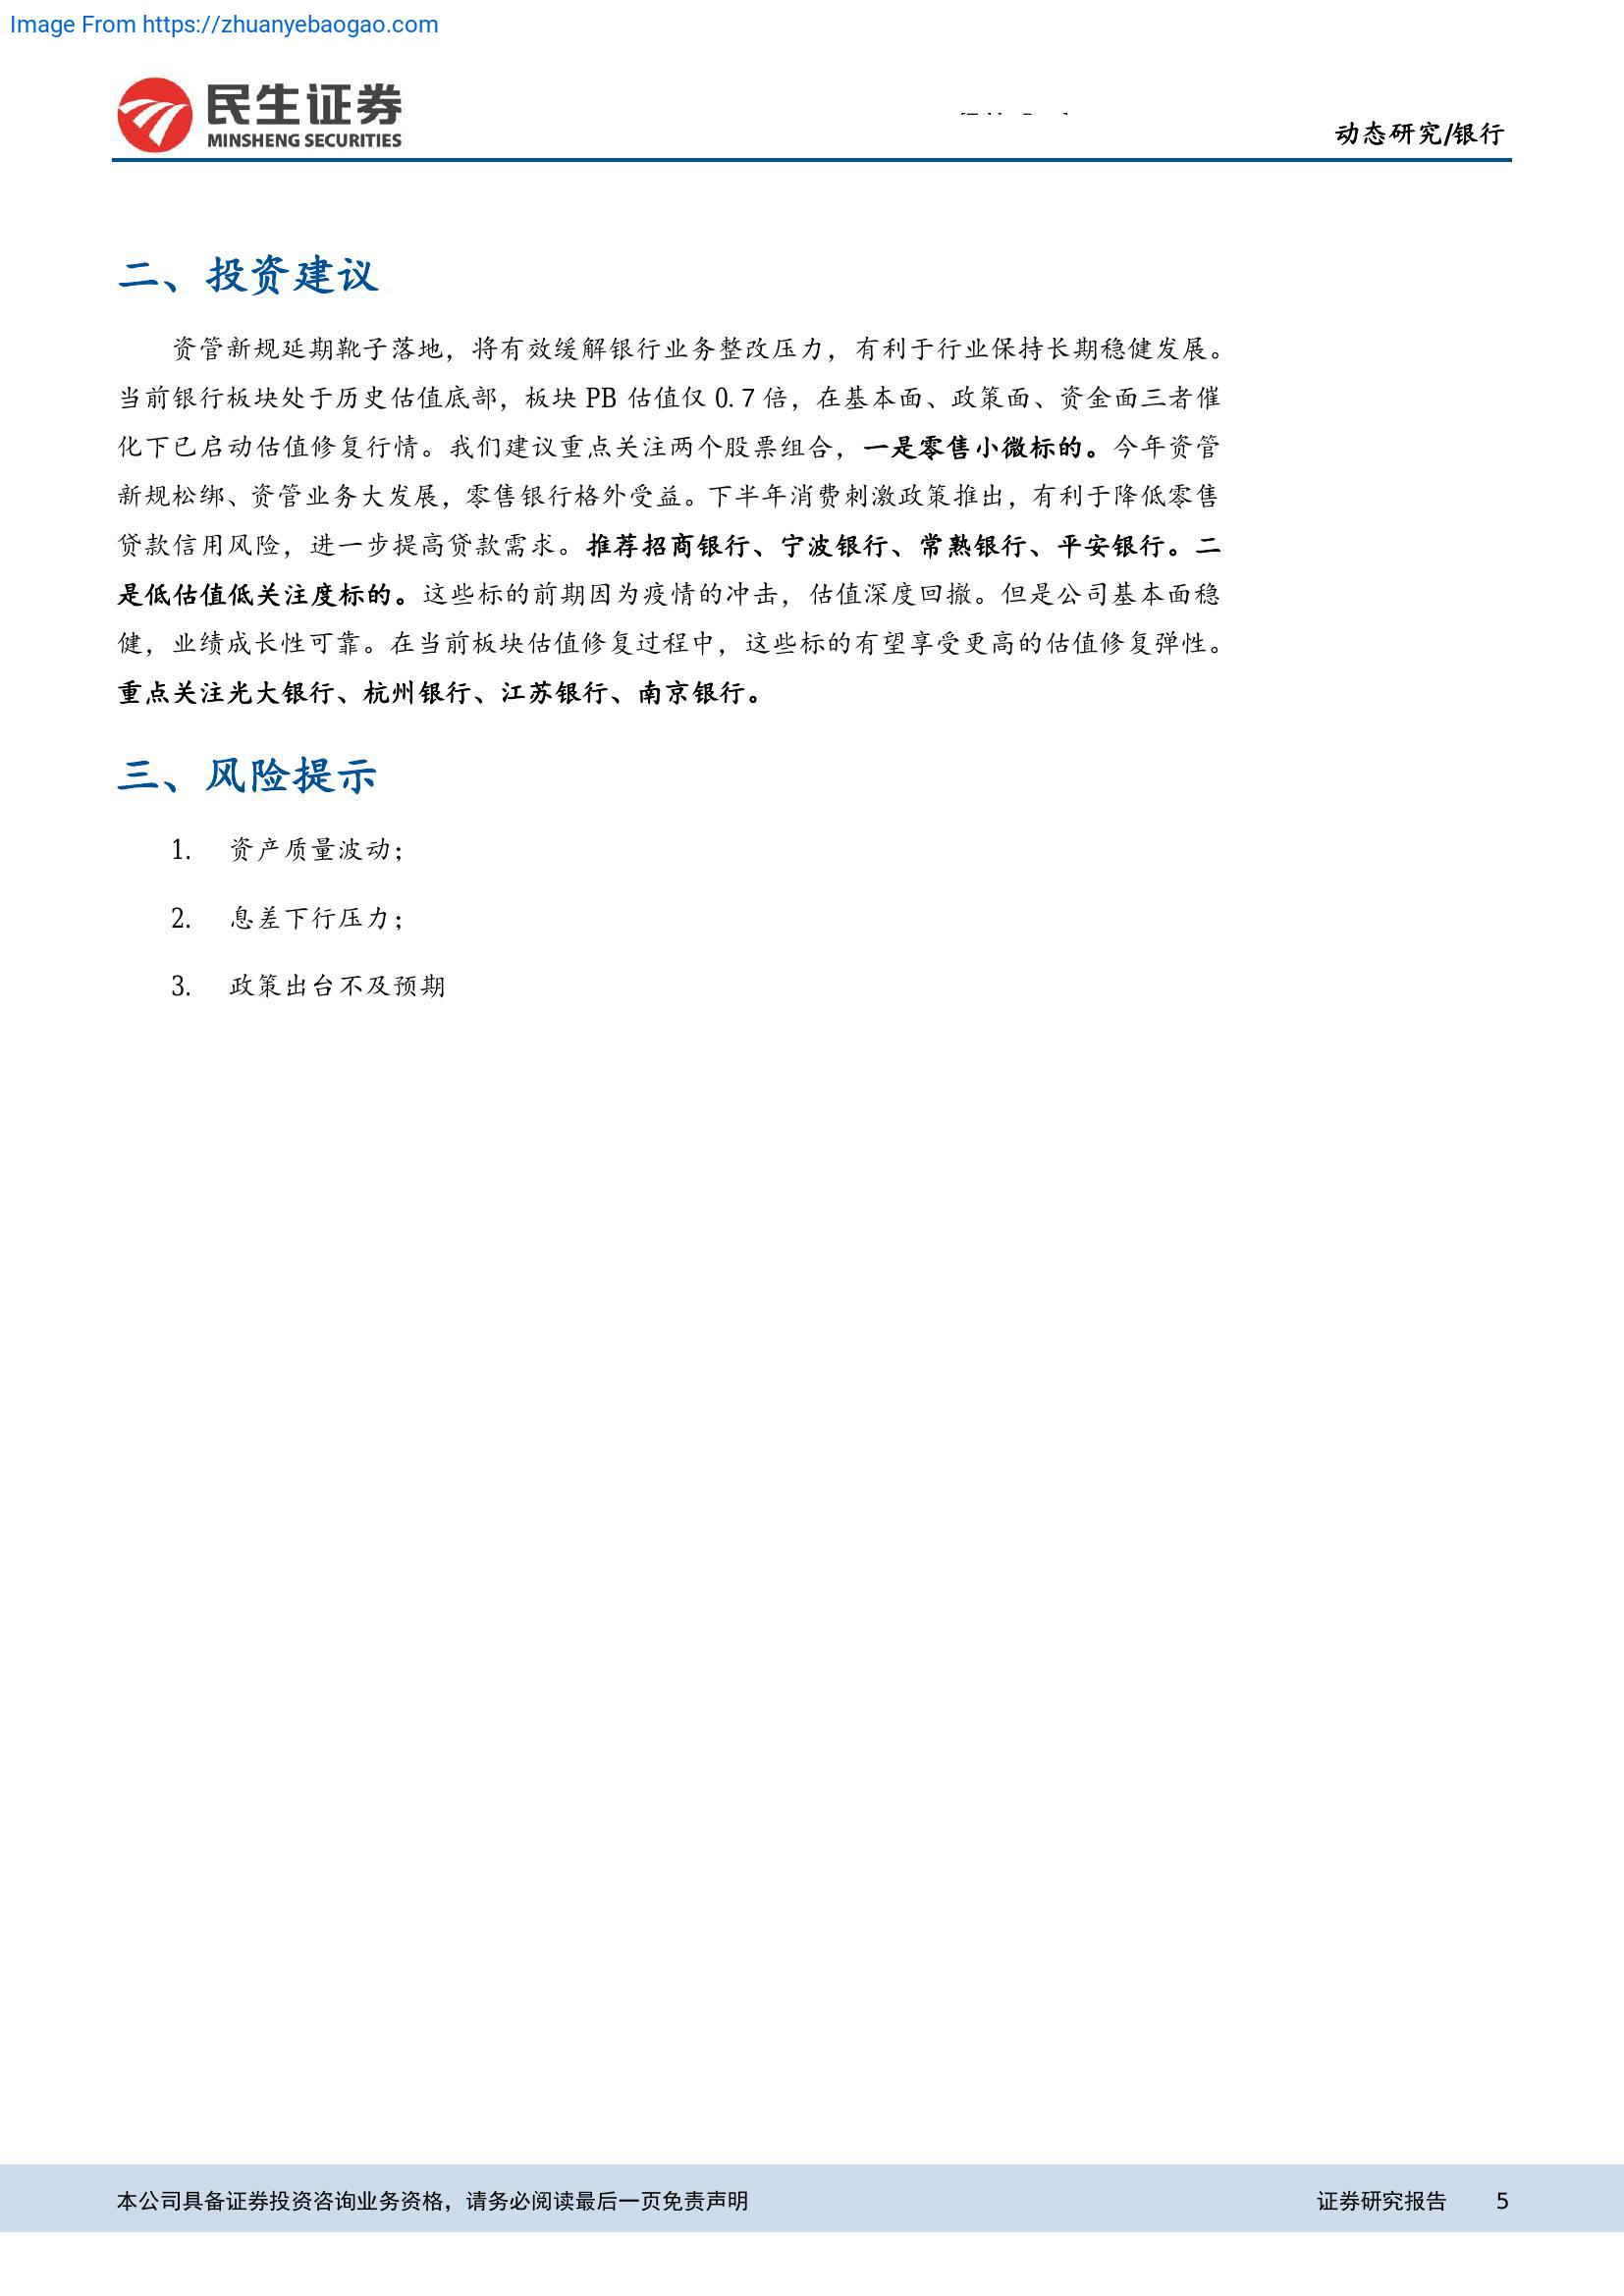 Image From https://zhuanyebaogao.com
民生证券
MINSHENG SECURITIES
动态研究/银行
二、投资建议
资管新规延期靴子落地，将有效缓解银行业务整改压力，有利于行业保持长期稳健发展。
当前银行板块处于历史估值底部，板块 PB 估值仅 0.7 倍，在基本面、政策面、资金面三者催
化下已启动估值修复行情。我们建议重点关注两个股票组合，一是零售小微标的。今年资管
新规松绑、资管业务大发展，零售银行格外受益。下半年消费刺激政策推出，有利于降低零售
贷款信用风险，进一步提高贷款需求。推荐招商银行、宁波银行、常熟银行、平安银行。二
是低估值低关注度标的。这些标的前期因为疫情的冲击，估值深度回撤。但是公司基本面稳
健，业绩成长性可靠。在当前板块估值修复过程中，这些标的有望享受更高的估值修复弹性。
重点关注光大银行、杭州银行、江苏银行、南京银行。
三、风险提示
1. 资产质量波动；
2. 息差下行压力；
3. 政策出台不及预期
本公司具备证券投资咨询业务资格，请务必阅读最后一页免责声明 证券研究报告 5